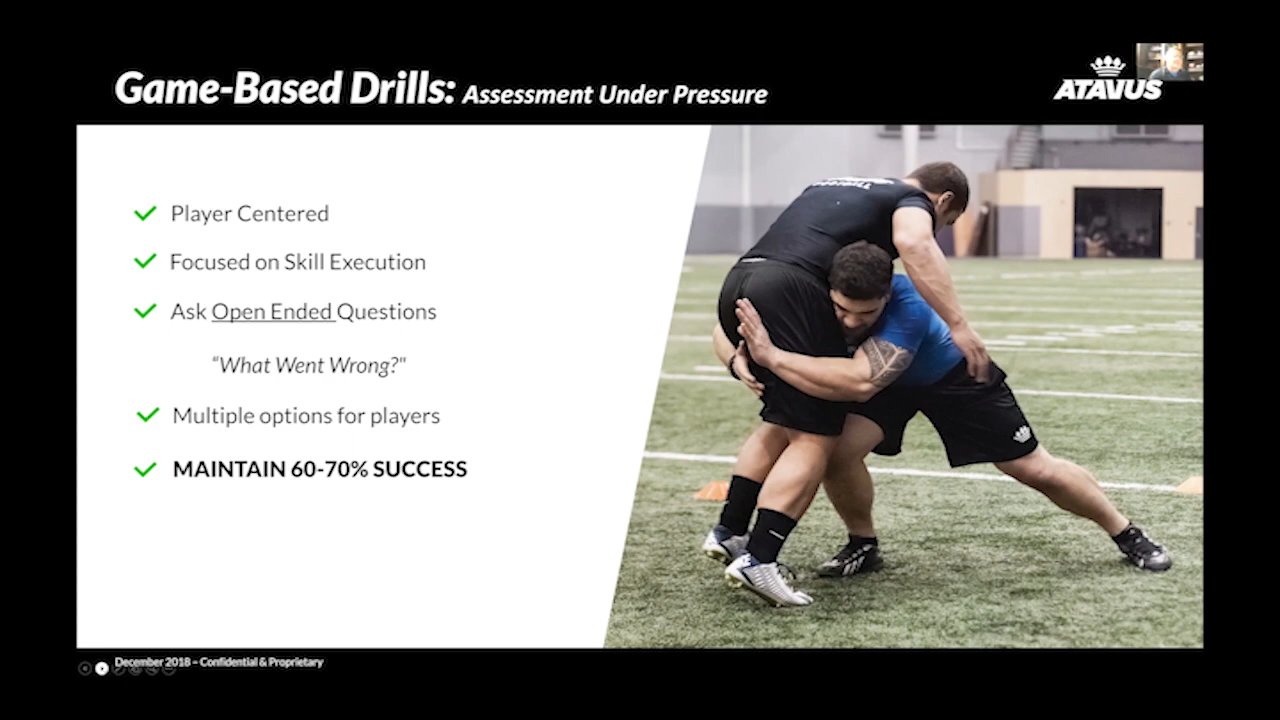 Game-Based Drills: Assessment Under Pressure
ATAVUS
Player Centered
Focused on Skill Execution
Ask Open Ended Questions
“What Went Wrong?"
Multiple options for players
MAINTAIN 60-70% SUCCESS
December 2018 – Confidential & Proprietary